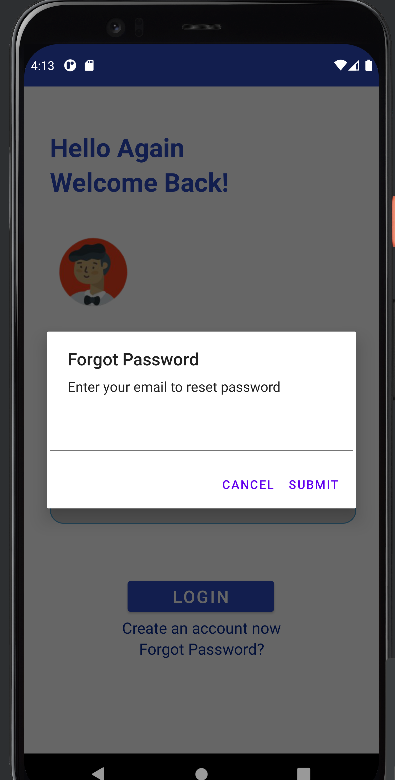 4:13
Hello Again
Welcome Back!
Forgot Password
Enter your email to reset password
CANCEL SUBMIT
LOGIN
Create an account now
Forgot Password?